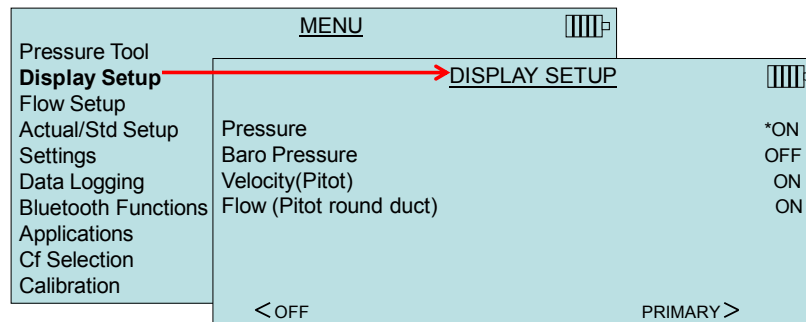 MENU
Pressure Tool
Display Setup
Flow Setup
Actual/Std Setup
Settings
Data Logging
Bluetooth Functions
Applications
Cf Selection
Calibration
DISPLAY SETUP
Pressure *ON
Baro Pressure OFF
Velocity(Pitot) ON
Flow (Pitot round duct) ON
<OFF PRIMARY>